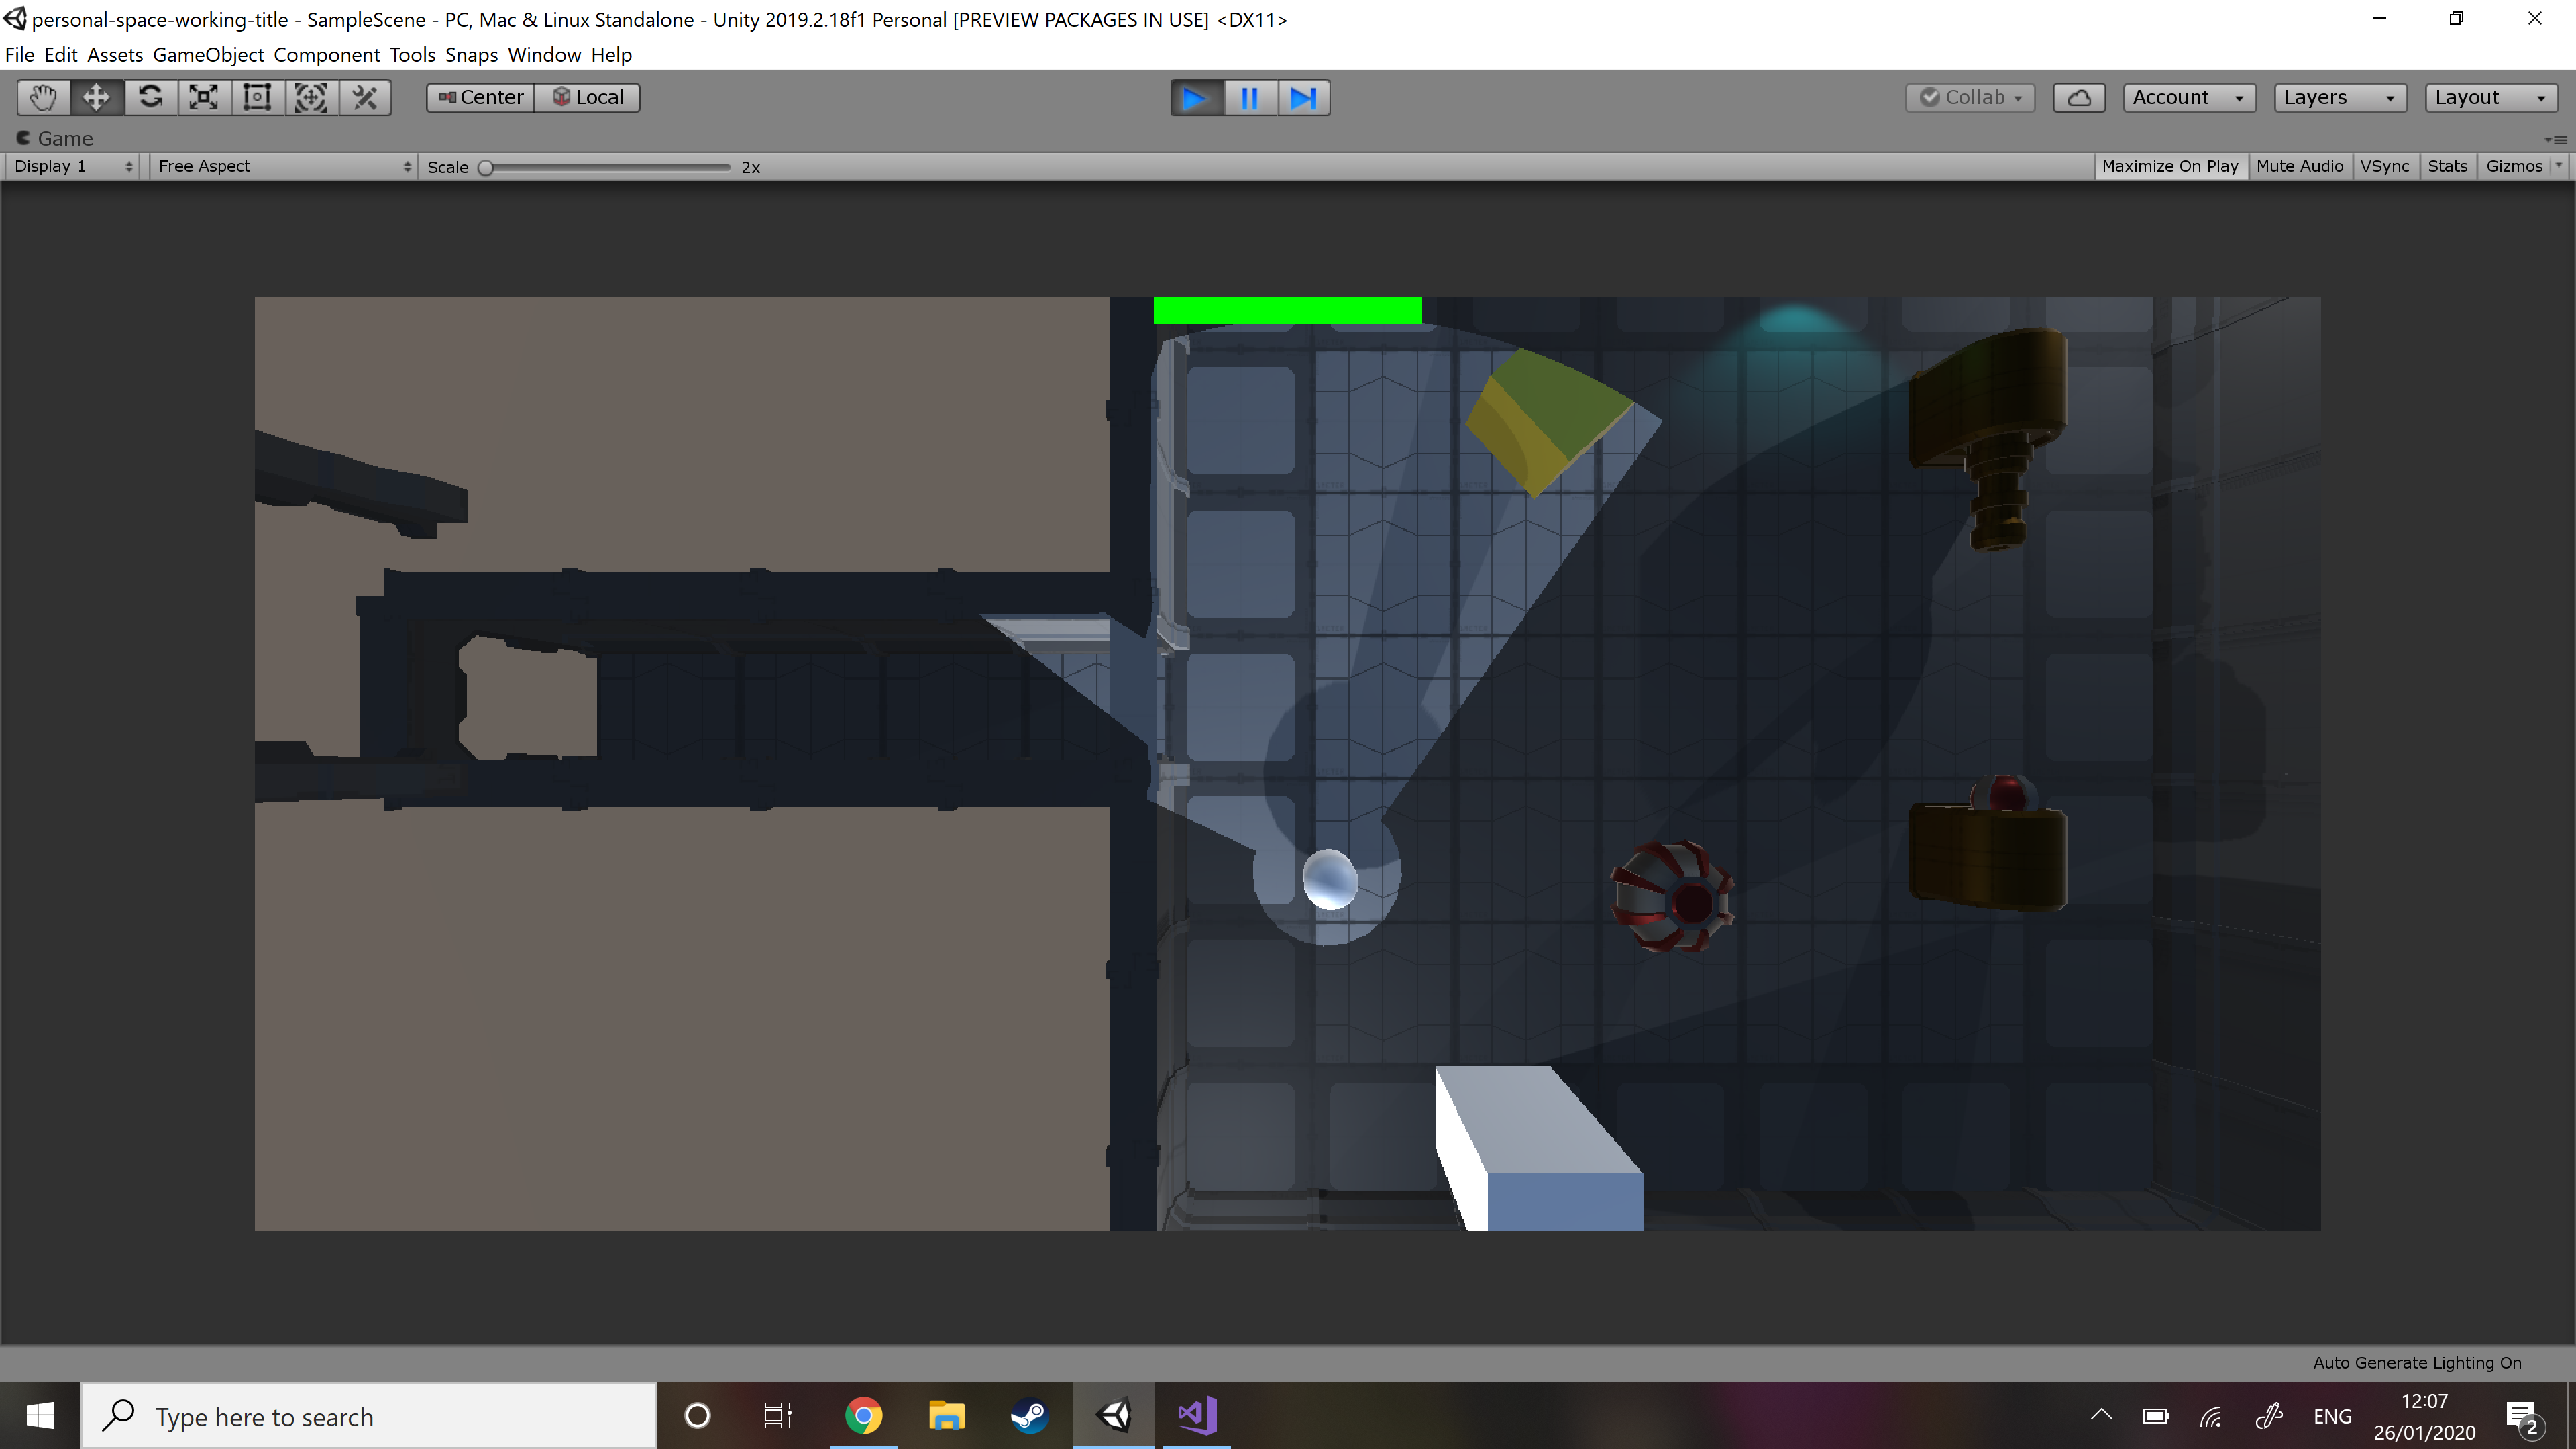 personal-space-working-title - SampleScene - PC, Mac & Linux Standalone - Unity 2019.2.18f1 Personal [PREVIEW PACKAGES IN USE] <DX11>
File Edit Assets GameObject Component Tools Snaps Window Help
Center Local Collab Account Layers Layout
Game
Display 1 Free Aspect Scale 2x Maximize On Play Mute Audio VSync Stats Gizmos
Auto Generate Lighting On
Type here to search
ENG
12:07
26/01/2020
2